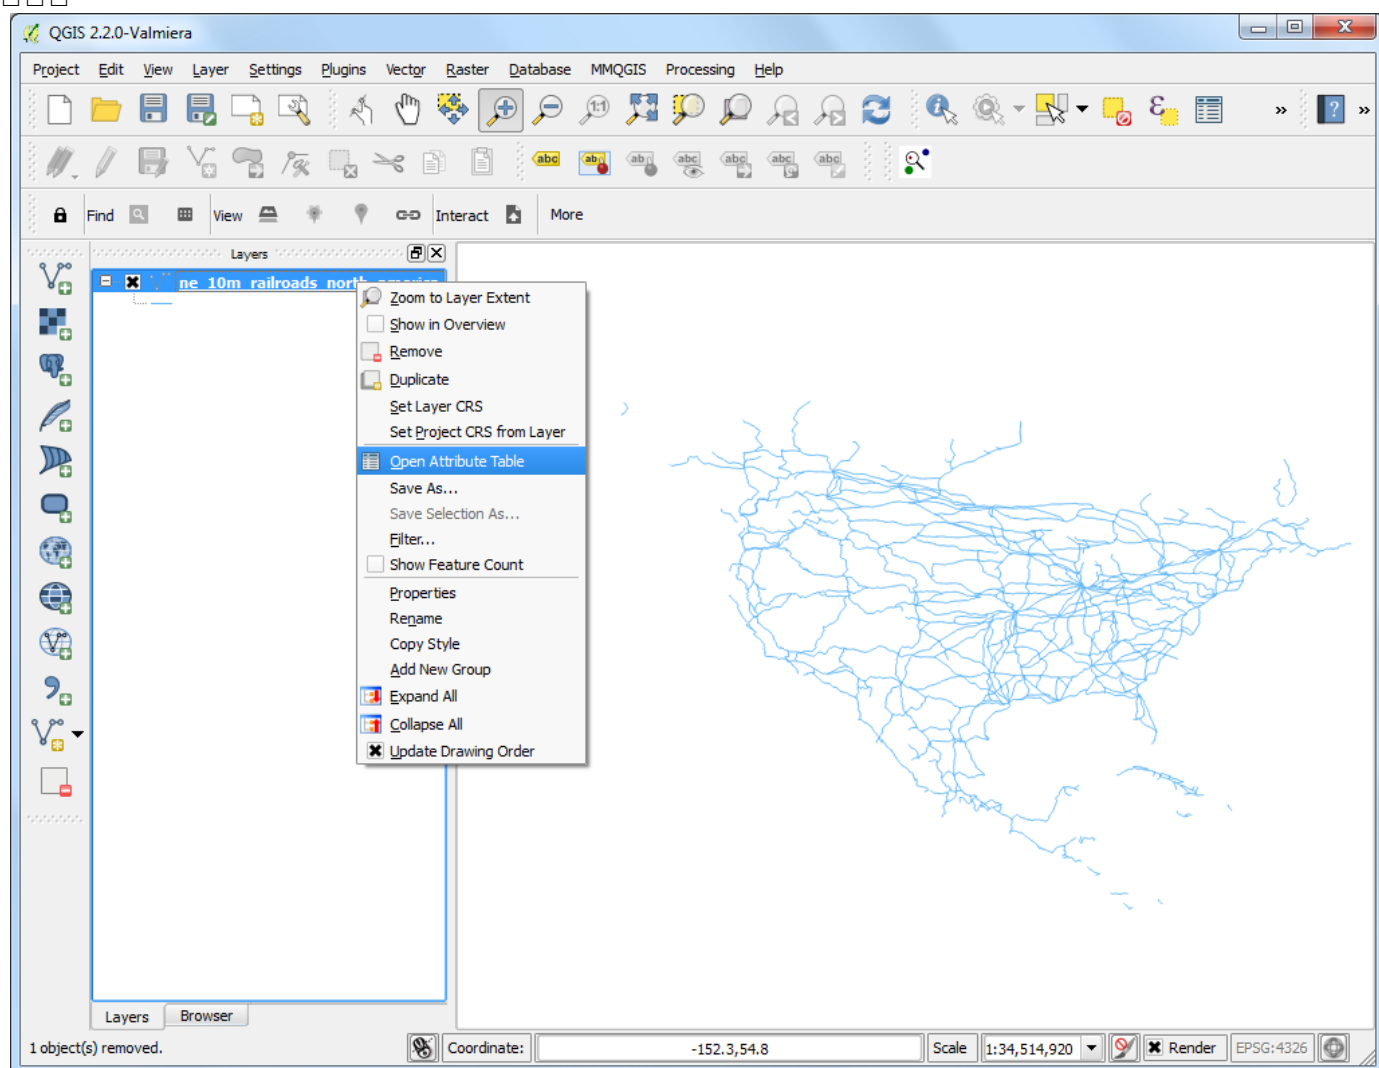 QGIS 2.2.0-Valmiera
Project Edit View Layer Settings Plugins Vector Raster Database MMQGIS Processing Help
Find View Interact More
Layers
ne_10m_railroads_north_america
Zoom to Layer Extent
Show in Overview
Remove
Duplicate
Set Layer CRS
Set Project CRS from Layer
Open Attribute Table
Save As...
Save Selection As...
Filter...
Show Feature Count
Properties
Rename
Copy Style
Add New Group
Expand All
Collapse All
Update Drawing Order
Layers Browser
1 object(s) removed. Coordinate: -152.3,54.8 Scale 1:34,514,920 Render EPSG:4326